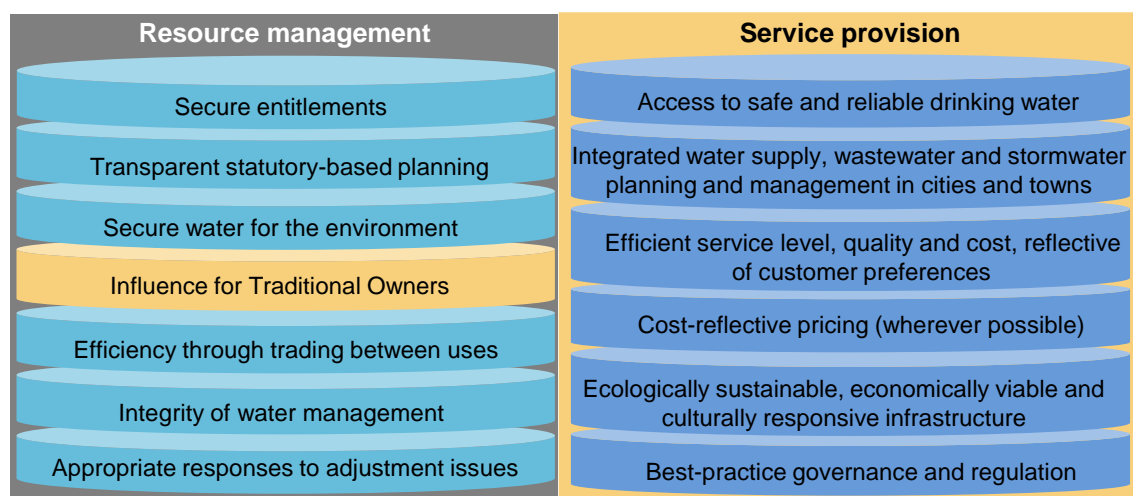 Resource management
Secure entitlements
Transparent statutory-based planning
Secure water for the environment
Influence for Traditional Owners
Efficiency through trading between uses
Integrity of water management
Appropriate responses to adjustment issues
Service provision
Access to safe and reliable drinking water
Integrated water supply, wastewater and stormwater
planning and management in cities and towns
Efficient service level, quality and cost, reflective
of customer preferences
Cost-reflective pricing (wherever possible)
Ecologically sustainable, economically viable and
culturally responsive infrastructure
Best-practice governance and regulation